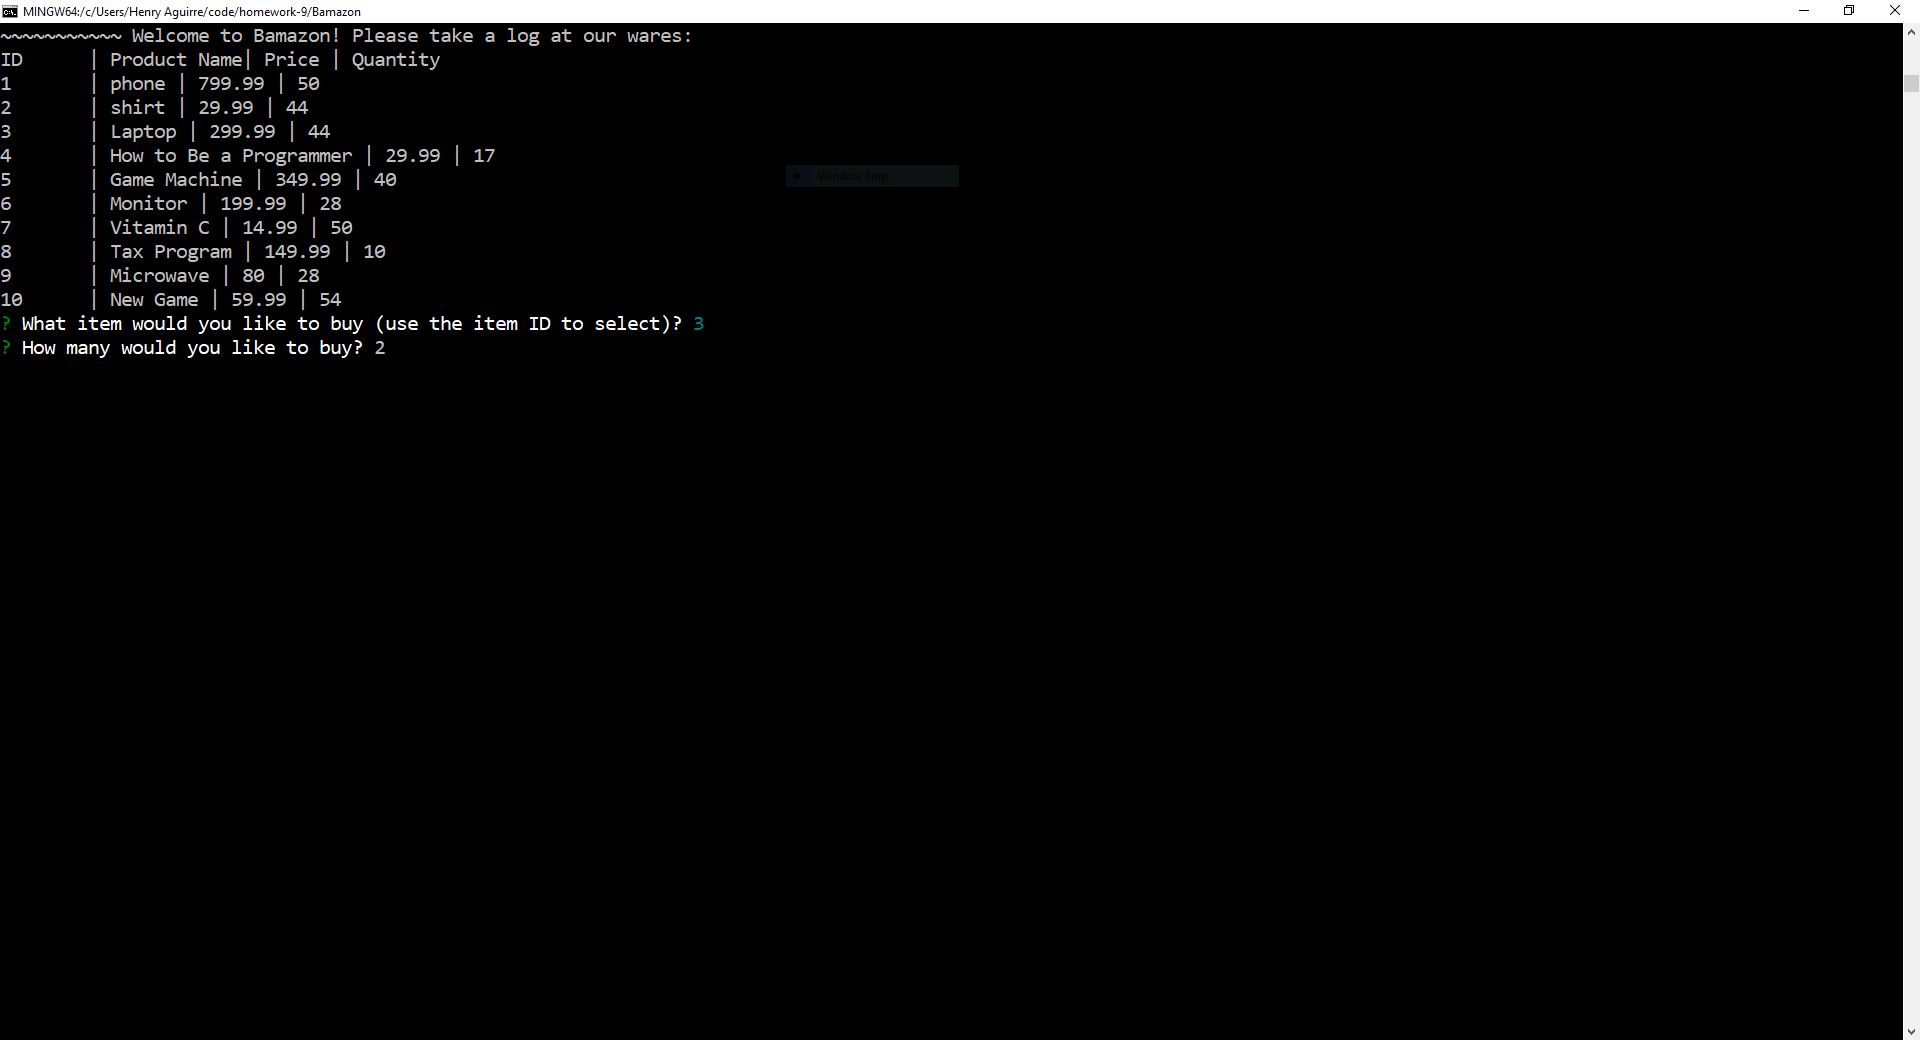 MINGW64:/c/Users/Henry Aguirre/code/homework-9/Bamazon
~~~~~~~~~~~ Welcome to Bamazon! Please take a log at our wares:
ID | Product Name| Price | Quantity
1 | phone | 799.99 | 50
2 | shirt | 29.99 | 44
3 | Laptop | 299.99 | 44
4 | How to Be a Programmer | 29.99 | 17
5 | Game Machine | 349.99 | 40
Window Snip
6 | Monitor | 199.99 | 28
7 | Vitamin C | 14.99 | 50
8 | Tax Program | 149.99 | 10
9 | Microwave | 80 | 28
10 | New Game | 59.99 | 54
? What item would you like to buy (use the item ID to select)? 3
? How many would you like to buy? 2